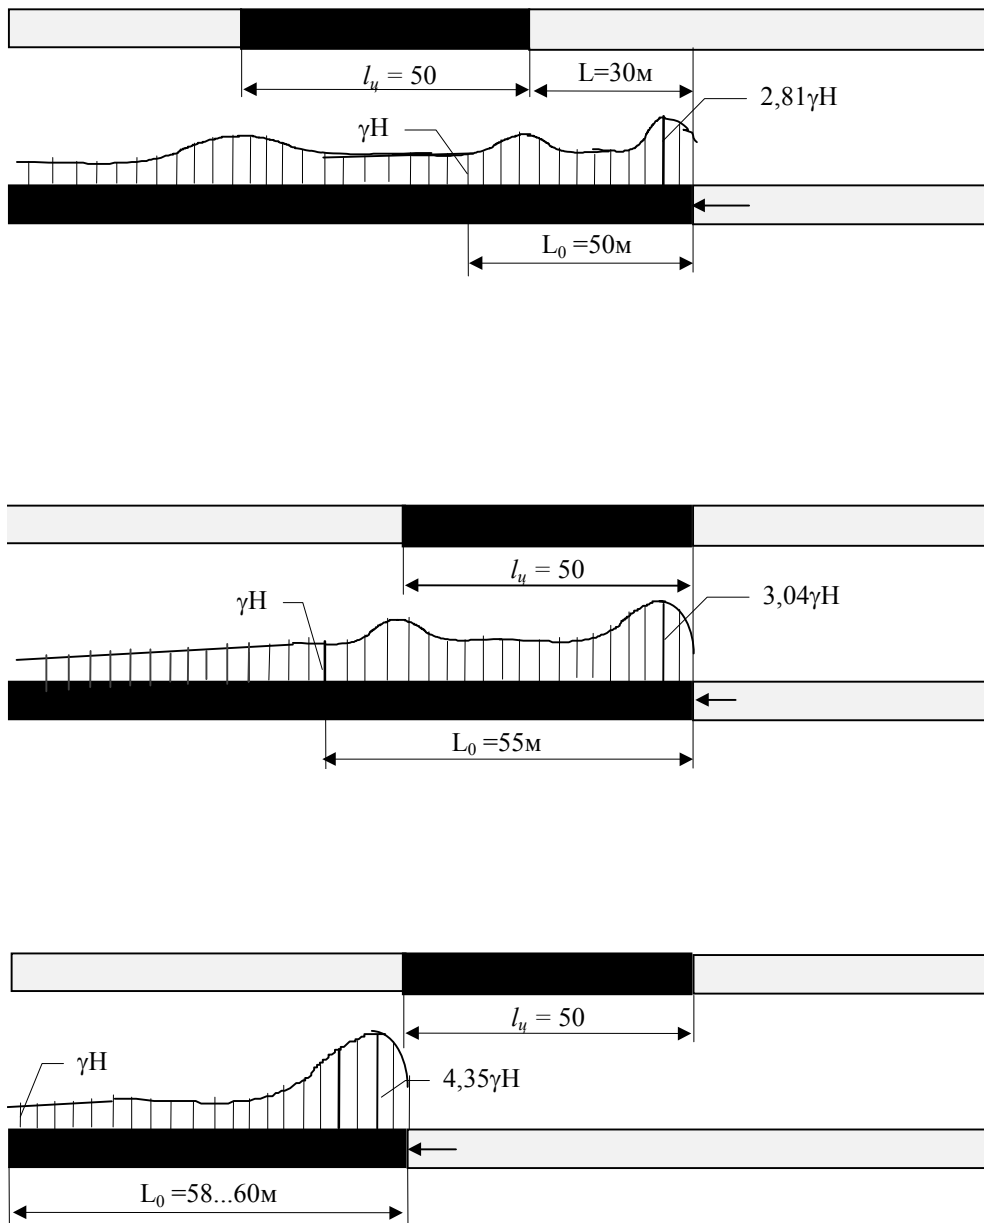 l_ц = 50
L=30м
2,81γH
γH
L₀ =50м
l_ц = 50
γH
3,04γH
L₀ =55м
l_ц = 50
γH
4,35γH
L₀ =58...60м